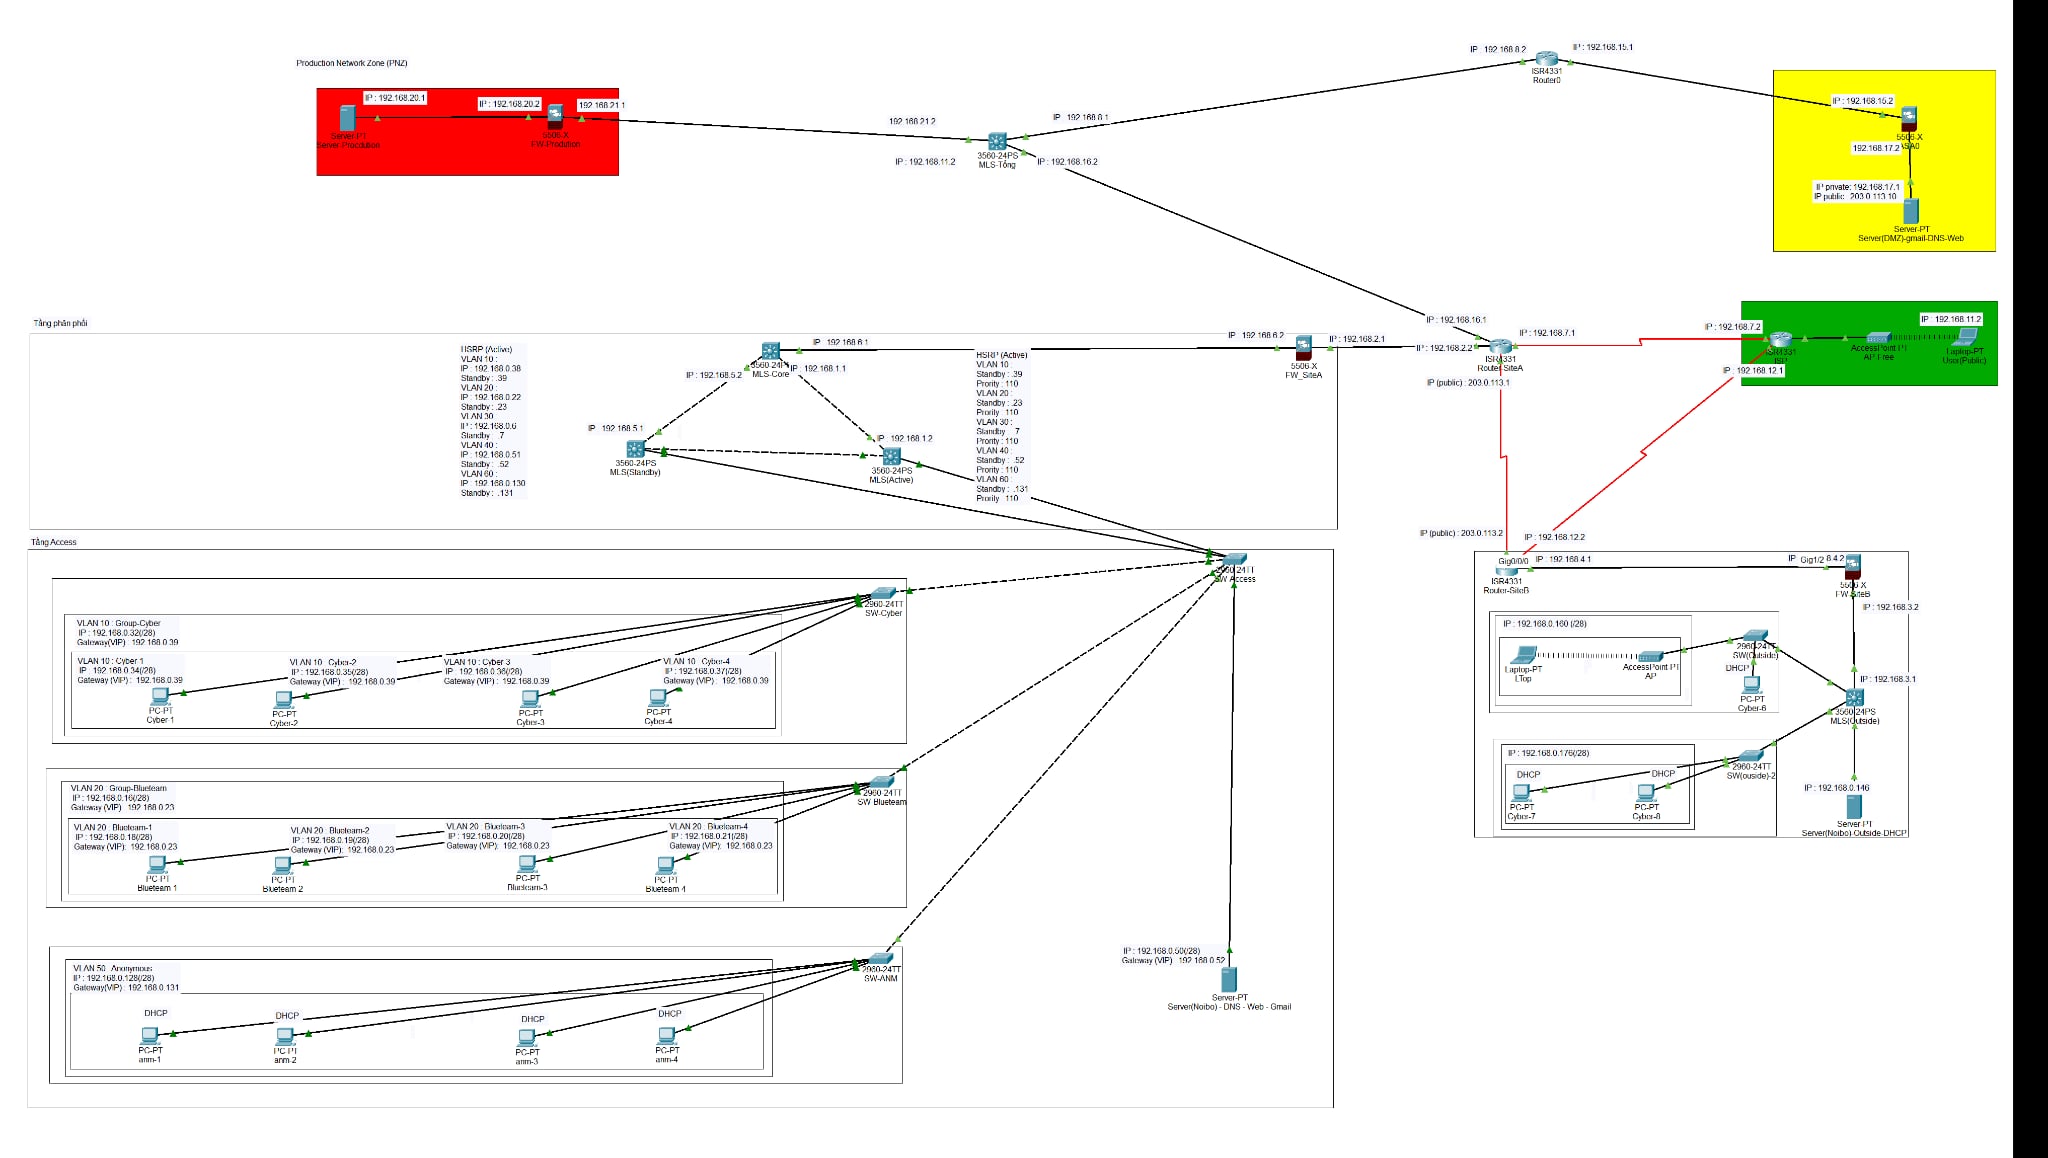 Production Network Zone (PNZ)
IP : 192.168.20.1
IP : 192.168.20.2
192.168.21.1
Server-PT
Server-Procdution
5506-X
FW-Prodution
192.168.21.2
IP : 192.168.8.1
IP : 192.168.11.2
3560-24PS
MLS-Tổng
IP : 192.168.16.2
IP : 192.168.8.2
IP : 192.168.15.1
ISR4331
Router0
IP : 192.168.15.2
5506-X
ASA0
192.168.17.2
IP private: 192.168.17.1
IP public : 203.0.113.10
Server-PT
Server(DMZ)-gmail-DNS-Web
Tầng phân phối
HSRP (Active)
VLAN 10 :
IP : 192.168.0.38
Standby : .39
VLAN 20 :
IP : 192.168.0.22
Standby : .23
VLAN 30 :
IP : 192.168.0.6
Standby : .7
VLAN 40 :
IP : 192.168.0.51
Standby : .52
VLAN 60 :
IP : 192.168.0.130
Standby : .131
IP : 192.168.6.1
3560-24PS
MLS-Core
IP : 192.168.5.2
IP : 192.168.1.1
IP : 192.168.5.1
3560-24PS
MLS(Standby)
IP : 192.168.1.2
3560-24PS
MLS(Active)
HSRP (Active)
VLAN 10 :
Standby : .39
Prority : 110
VLAN 20 :
Standby : .23
Prority : 110
VLAN 30 :
Standby : .7
Prority : 110
VLAN 40 :
Standby : .52
Prority : 110
VLAN 60 :
Standby : .131
Prority : 110
IP : 192.168.6.2
5506-X
FW_SiteA
IP : 192.168.2.1
IP : 192.168.16.1
IP : 192.168.2.2
ISR4331
Router-SiteA
IP : 192.168.7.1
IP (public) : 203.0.113.1
IP : 192.168.7.2
ISR4331
ISP
IP : 192.168.12.1
AccessPoint-PT
AP-Free
IP : 192.168.11.2
Laptop-PT
User(Public)
Tầng Access
2960-24TT
SW Access
2960-24TT
SW-Cyber
VLAN 10 : Group-Cyber
IP : 192.168.0.32(/28)
Gateway(VIP) : 192.168.0.39
VLAN 10 : Cyber 1
IP : 192.168.0.34(/28)
Gateway (VIP) : 192.168.0.39
VLAN 10 : Cyber-2
IP : 192.168.0.35(/28)
Gateway (VIP) : 192.168.0.39
VLAN 10 : Cyber 3
IP : 192.168.0.36(/28)
Gateway (VIP) : 192.168.0.39
VLAN 10 : Cyber-4
IP : 192.168.0.37(/28)
Gateway (VIP) : 192.168.0.39
PC-PT
Cyber-1
PC-PT
Cyber-2
PC-PT
Cyber-3
PC-PT
Cyber-4
2960-24TT
SW Blueteam
VLAN 20 : Group-Blueteam
IP : 192.168.0.16(/28)
Gateway (VIP) : 192.168.0.23
VLAN 20 : Blueteam-1
IP : 192.168.0.18(/28)
Gateway (VIP) : 192.168.0.23
VLAN 20 : Blueteam-2
IP : 192.168.0.19(/28)
Gateway (VIP) : 192.168.0.23
VLAN 20 : Blueteam-3
IP : 192.168.0.20(/28)
Gateway (VIP) : 192.168.0.23
VLAN 20 : Blueteam-4
IP : 192.168.0.21(/28)
Gateway (VIP) : 192.168.0.23
PC-PT
Blueteam 1
PC-PT
Blueteam 2
PC-PT
Blueteam-3
PC-PT
Blueteam 4
2960-24TT
SW-ANM
VLAN 50 : Anonymous
IP : 192.168.0.128(/28)
Gateway(VIP) : 192.168.0.131
DHCP
DHCP
DHCP
DHCP
PC-PT
anm-1
PC-PT
anm-2
PC-PT
anm-3
PC-PT
anm-4
IP : 192.168.0.50(/28)
Gateway (VIP) : 192.168.0.52
Server-PT
Server(Noibo) - DNS - Web - Gmail
IP (public) : 203.0.113.2
IP : 192.168.12.2
Gig0/0/0
IP : 192.168.4.1
ISR4331
Router-SiteB
IP :
Gig1/2
8.4.2
5506-X
FW-SiteB
IP : 192.168.3.2
IP : 192.168.0.160 (/28)
Laptop-PT
LTop
AccessPoint-PT
AP
2960-24TT
SW(Outside)
DHCP
PC-PT
Cyber-6
IP : 192.168.3.1
3560-24PS
MLS(Outside)
IP : 192.168.0.176(/28)
DHCP
DHCP
PC-PT
Cyber-7
PC-PT
Cyber-8
2960-24TT
SW(ouside)-2
IP : 192.168.0.146
Server-PT
Server(Noibo)-Outside-DHCP